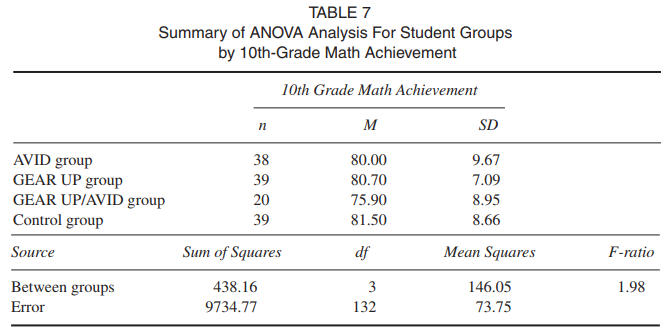 TABLE 7
Summary of ANOVA Analysis For Student Groups
by 10th-Grade Math Achievement
10th Grade Math Achievement
n M SD
AVID group 38 80.00 9.67
GEAR UP group 39 80.70 7.09
GEAR UP/AVID group 20 75.90 8.95
Control group 39 81.50 8.66
Source Sum of Squares df Mean Squares F-ratio
Between groups 438.16 3 146.05 1.98
Error 9734.77 132 73.75